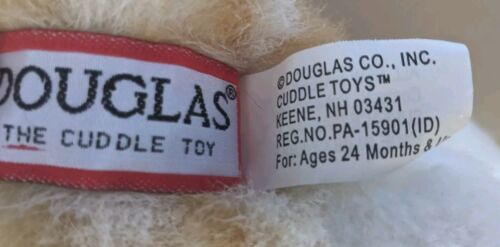 DOUGLAS®
THE CUDDLE TOY
©DOUGLAS CO., INC.
CUDDLE TOYS™
KEENE, NH 03431
REG.NO.PA-15901(ID)
For: Ages 24 Months &